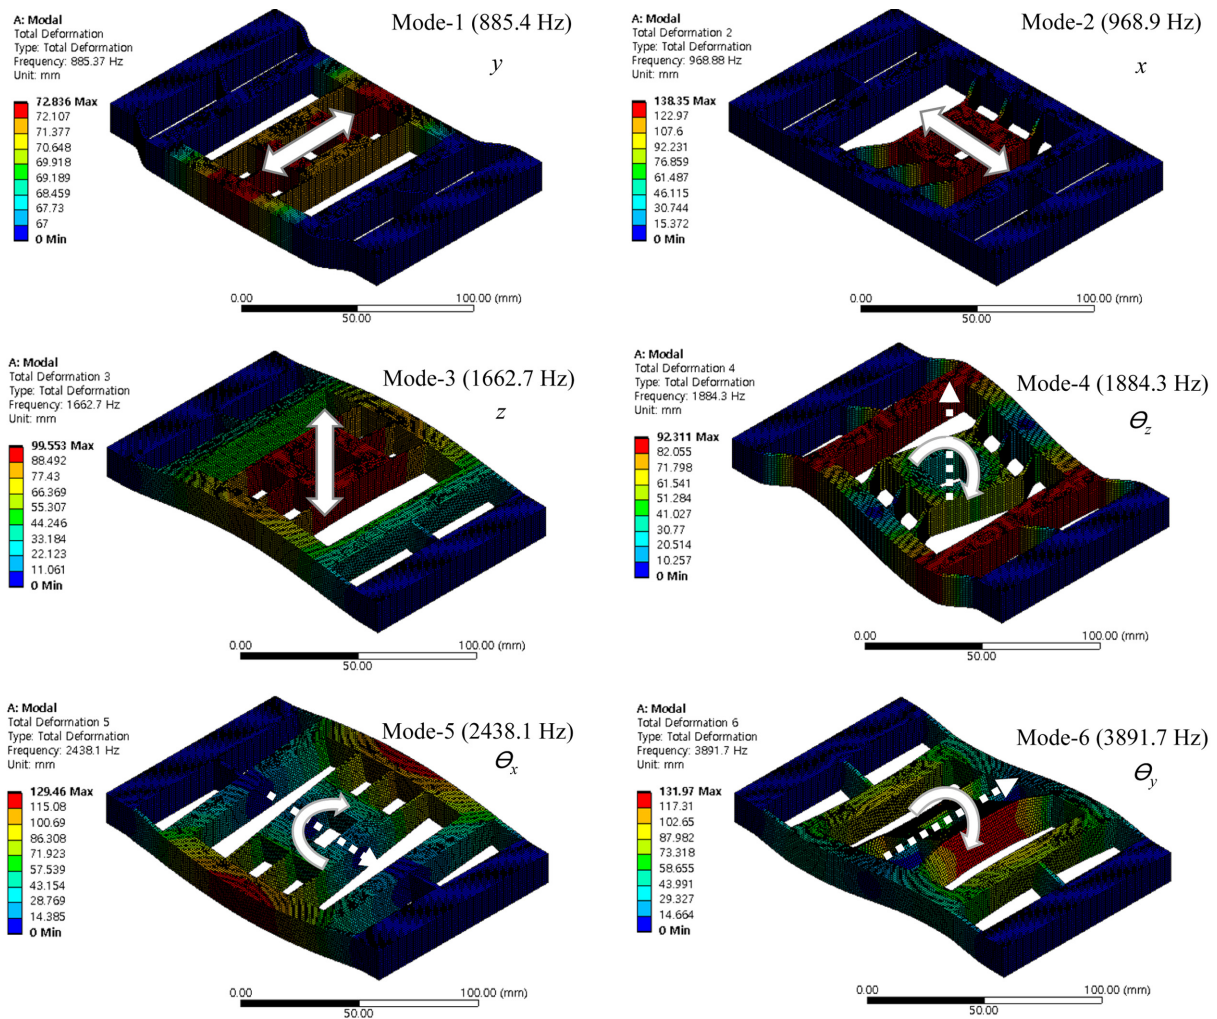 A: Modal
Total Deformation
Type: Total Deformation
Frequency: 885.37 Hz
Unit: mm
Mode-1 (885.4 Hz)
y
72.836 Max
72.107
71.377
70.648
69.918
69.189
68.459
67.73
67
0 Min
0.00
100.00 (mm)
50.00
A: Modal
Total Deformation 2
Type: Total Deformation
Frequency: 968.88 Hz
Unit: mm
Mode-2 (968.9 Hz)
x
138.35 Max
122.97
107.6
92.231
76.859
61.487
46.115
30.744
15.372
0 Min
0.00
100.00 (mm)
50.00
A: Modal
Total Deformation 3
Type: Total Deformation
Frequency: 1662.7 Hz
Unit: mm
Mode-3 (1662.7 Hz)
z
99.553 Max
88.492
77.43
66.369
55.307
44.246
33.184
22.123
11.061
0 Min
0.00
100.00 (mm)
50.00
A: Modal
Total Deformation 4
Type: Total Deformation
Frequency: 1884.3 Hz
Unit: mm
Mode-4 (1884.3 Hz)
θz
92.311 Max
82.055
71.798
61.541
51.284
41.027
30.77
20.514
10.257
0 Min
0.00
100.00 (mm)
50.00
A: Modal
Total Deformation 5
Type: Total Deformation
Frequency: 2438.1 Hz
Unit: mm
Mode-5 (2438.1 Hz)
θx
129.46 Max
115.08
100.69
86.308
71.923
57.539
43.154
28.769
14.385
0 Min
0.00
100.00 (mm)
50.00
A: Modal
Total Deformation 6
Type: Total Deformation
Frequency: 3891.7 Hz
Unit: mm
Mode-6 (3891.7 Hz)
θy
131.97 Max
117.31
102.65
87.982
73.318
58.655
43.991
29.327
14.664
0 Min
0.00
100.00 (mm)
50.00